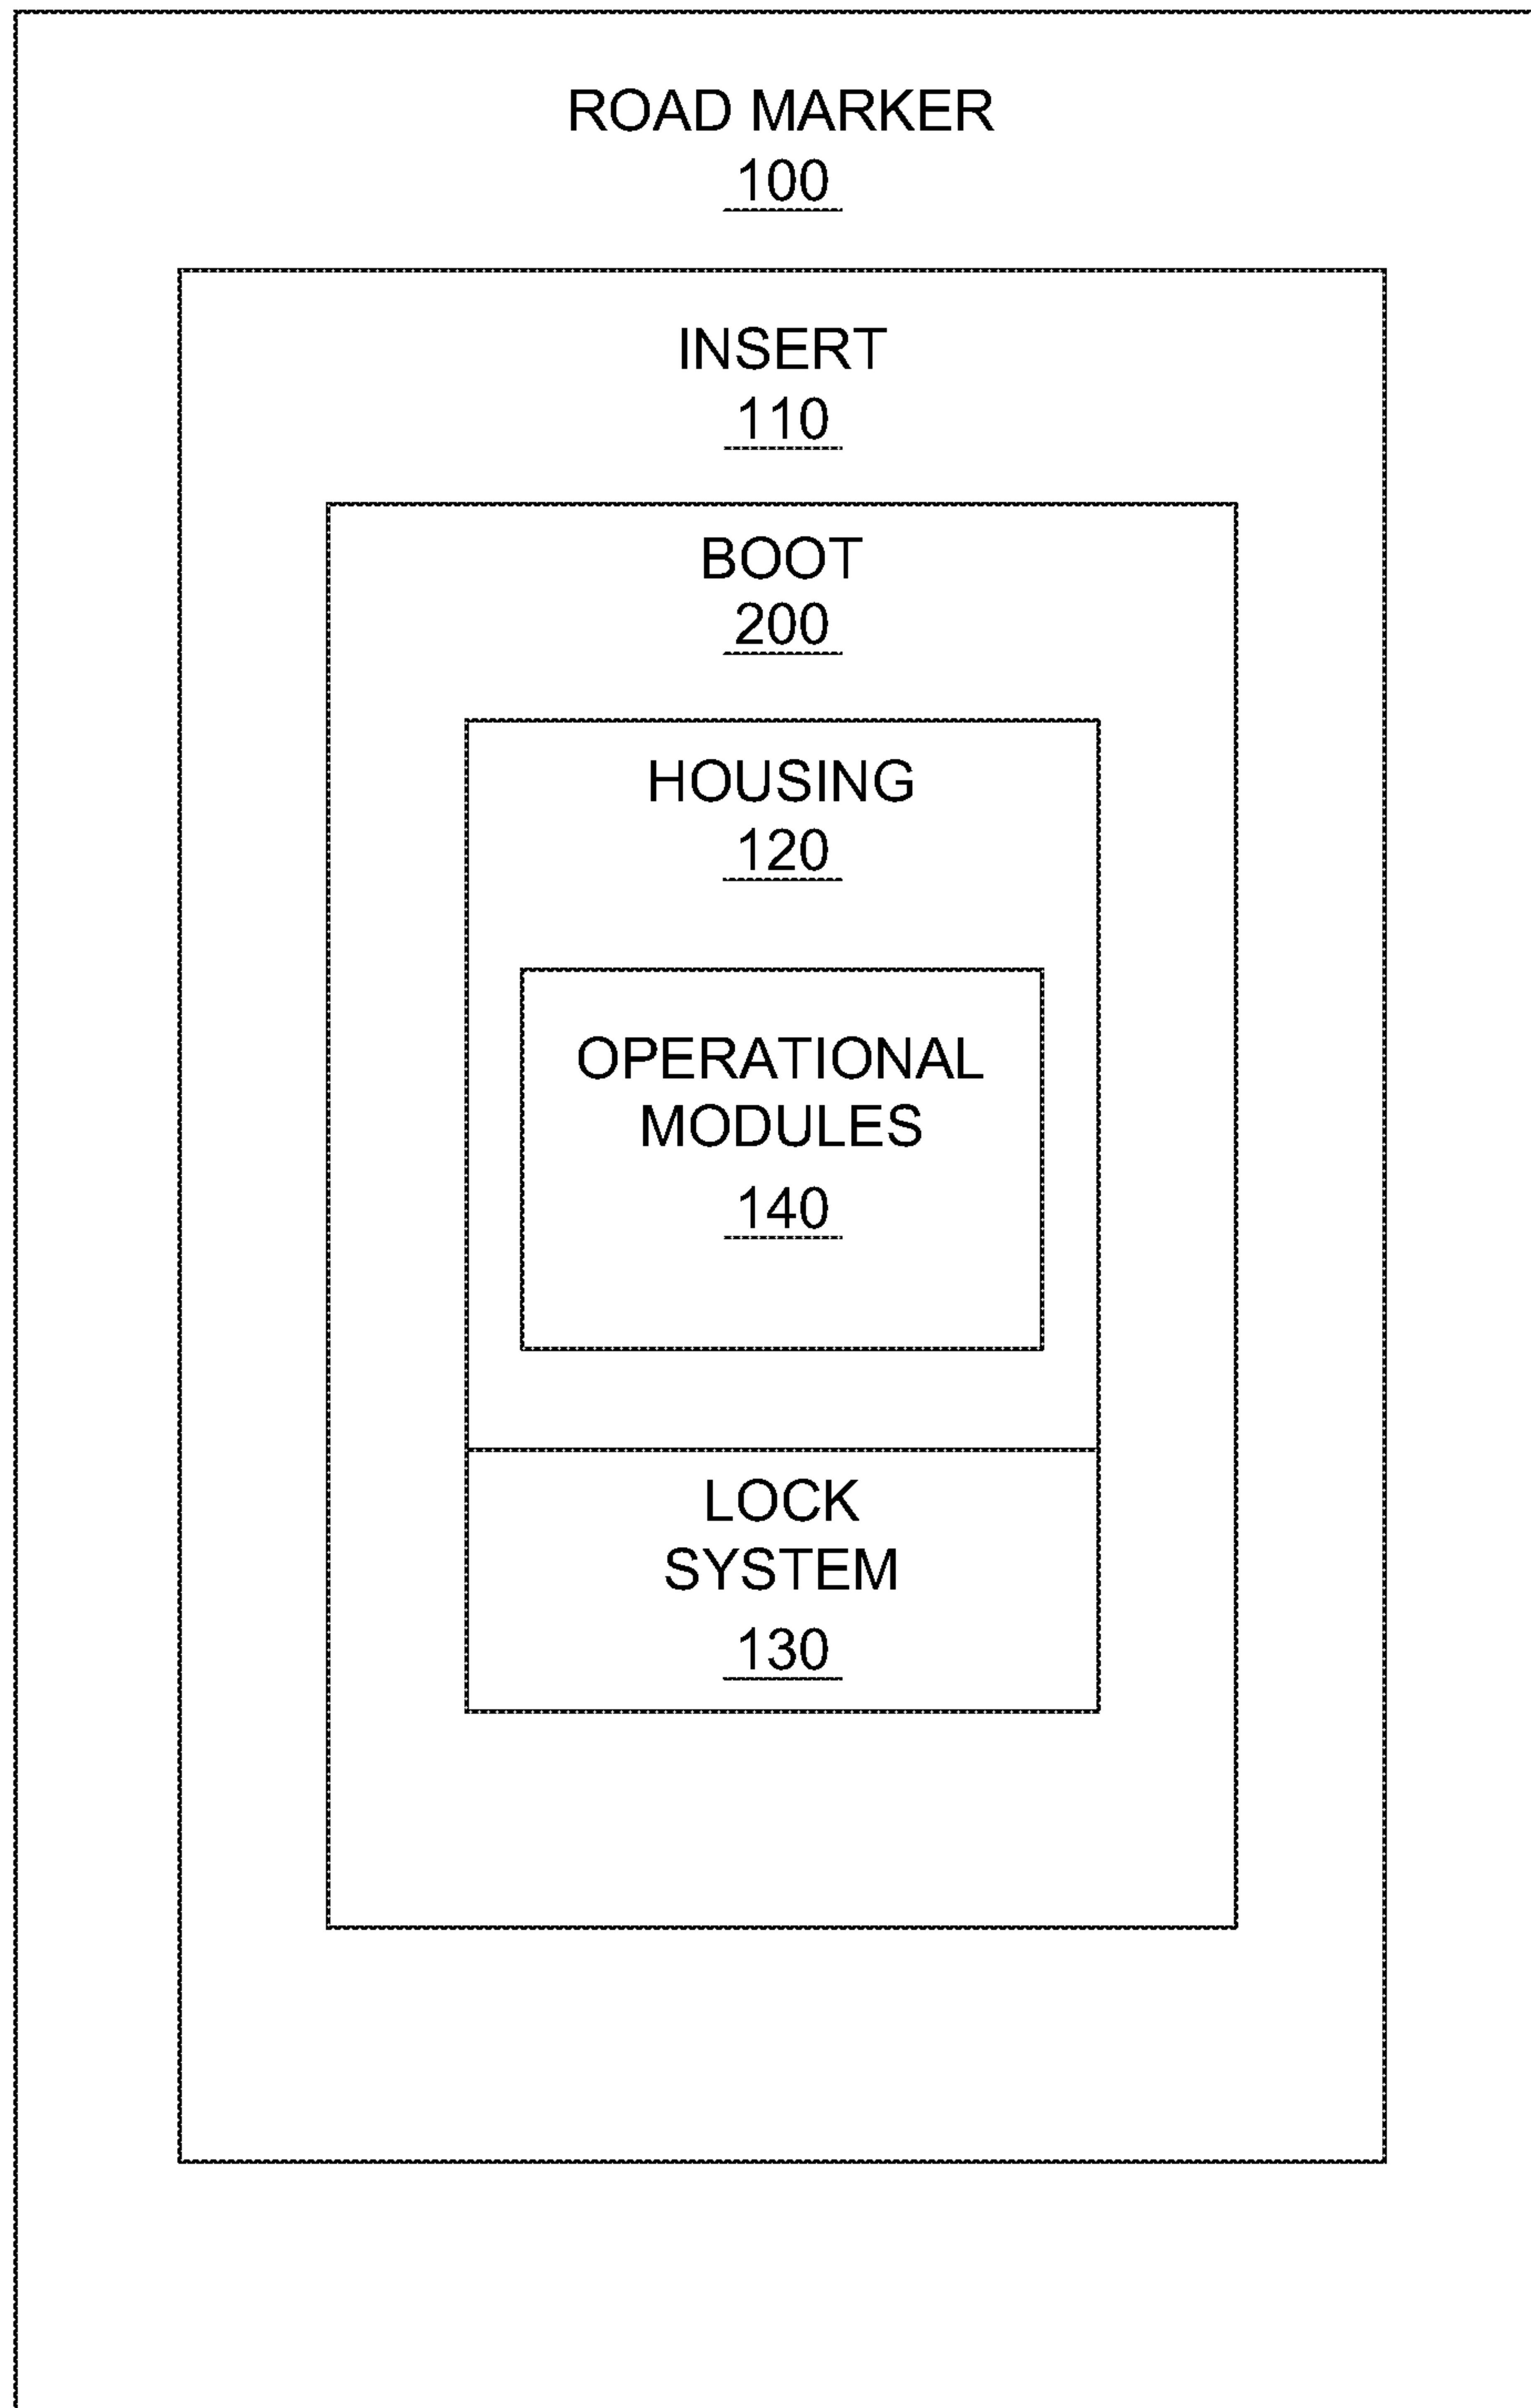 ROAD MARKER
100
INSERT
110
BOOT
200
HOUSING
120
OPERATIONAL
MODULES
140
LOCK
SYSTEM
130